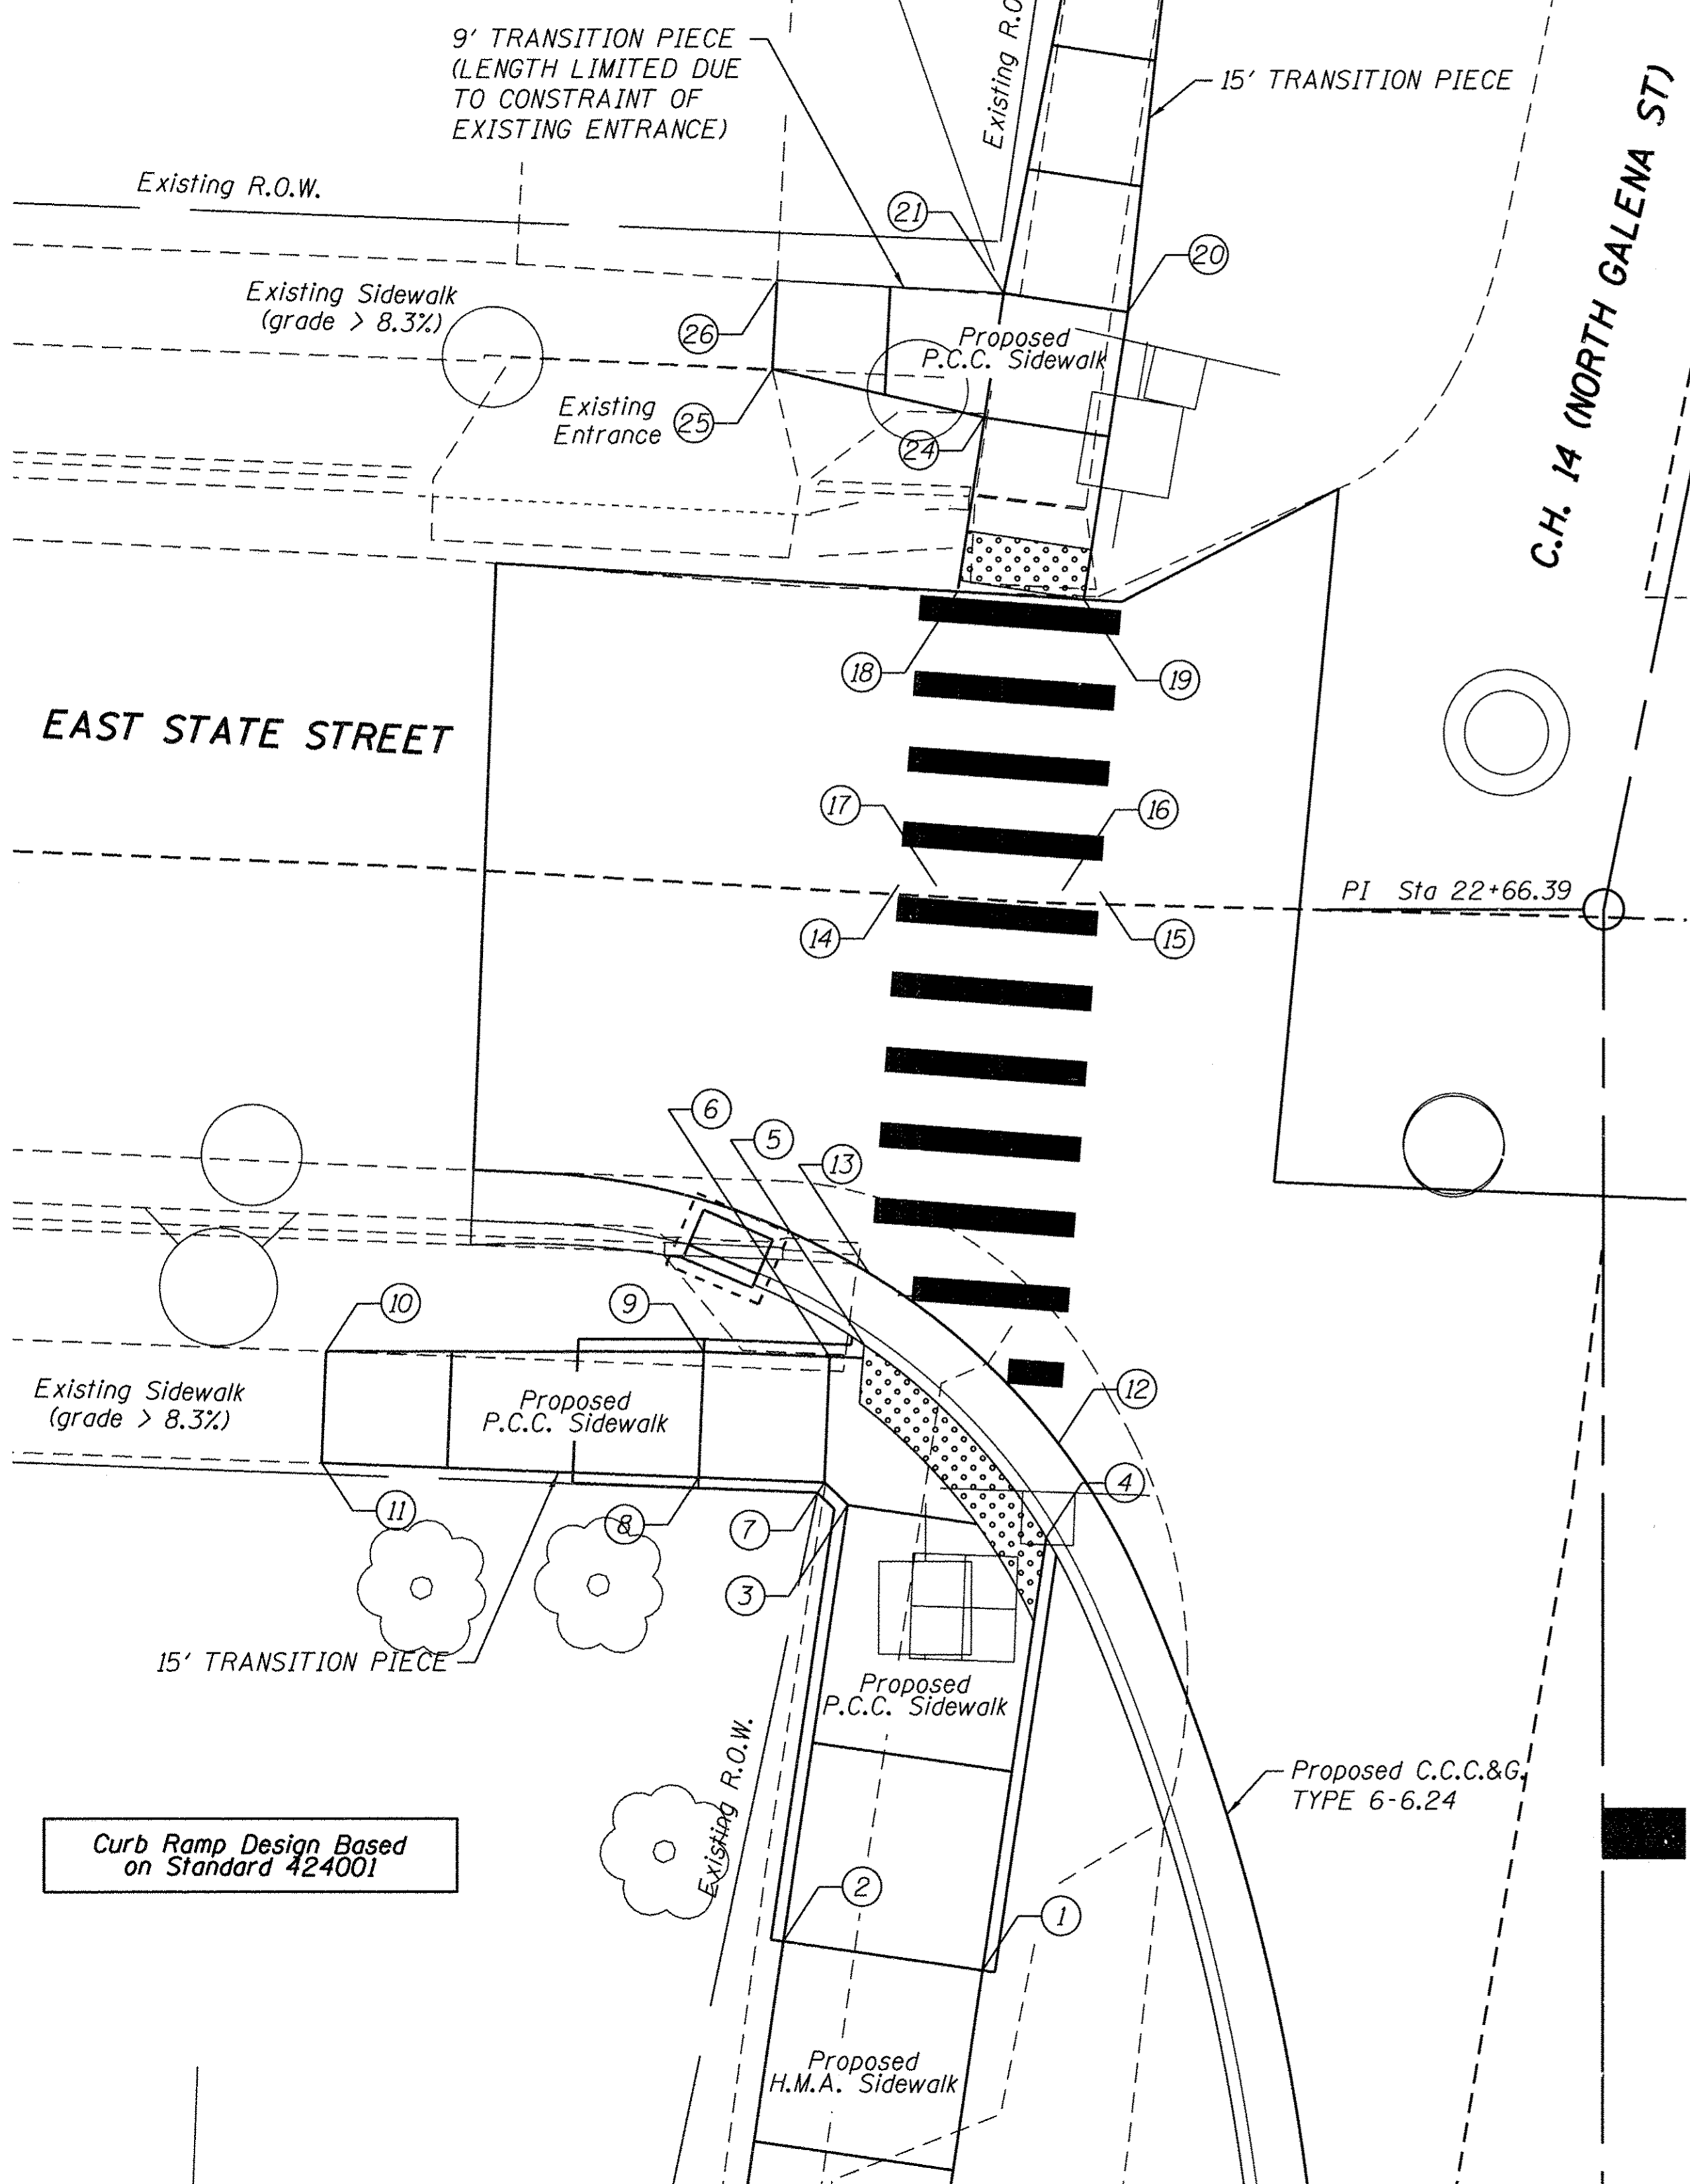 9' TRANSITION PIECE
(LENGTH LIMITED DUE
TO CONSTRAINT OF
EXISTING ENTRANCE)
Existing R.O
15' TRANSITION PIECE
C.H. 14 (NORTH GALENA ST)
Existing R.O.W.
21
20
Existing Sidewalk
(grade > 8.3%)
26
Proposed
P.C.C. Sidewalk
Existing
Entrance
25
24
18
19
EAST STATE STREET
17
16
PI Sta 22+66.39
14
15
6
5
13
10
9
12
Existing Sidewalk
(grade > 8.3%)
Proposed
P.C.C. Sidewalk
4
11
8
7
3
15' TRANSITION PIECE
Proposed
P.C.C. Sidewalk
Existing R.O.W.
Proposed C.C.C.&G.
TYPE 6-6.24
Curb Ramp Design Based
on Standard 424001
2
1
Proposed
H.M.A. Sidewalk